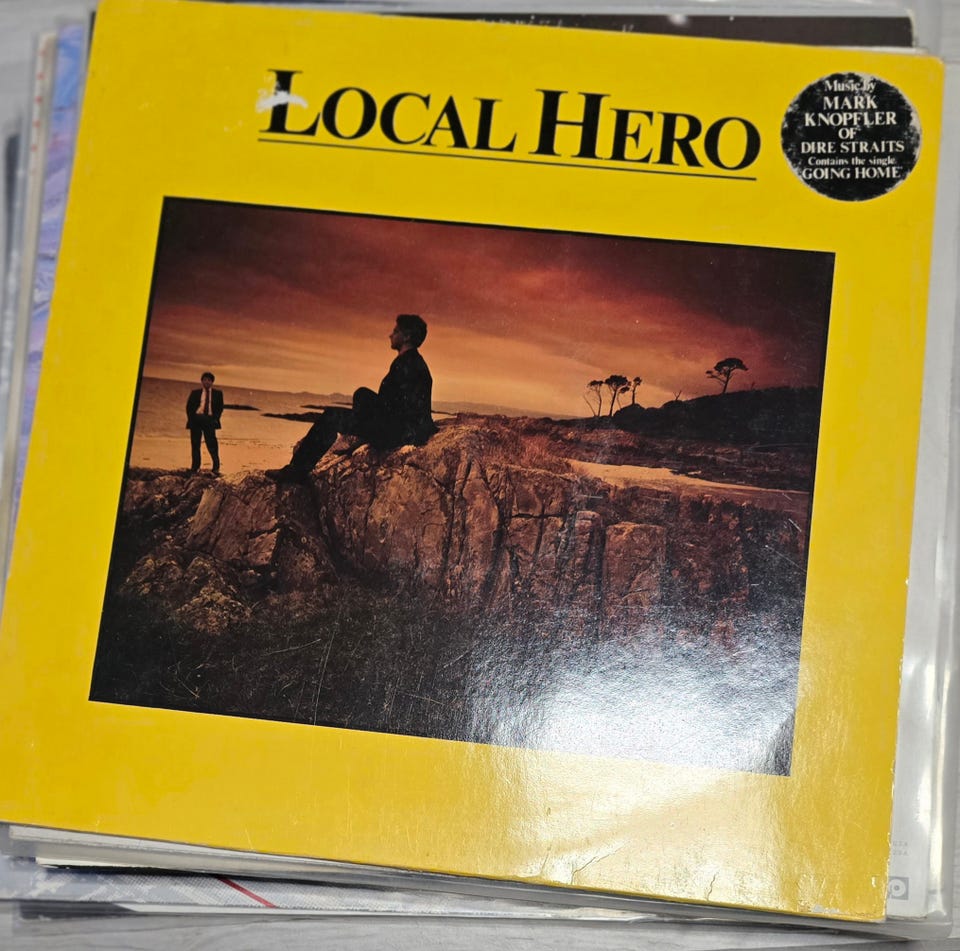 LOCAL HERO
Music by
MARK
KNOPFLER
OF
DIRE STRAITS
Contains the single
GOING HOME